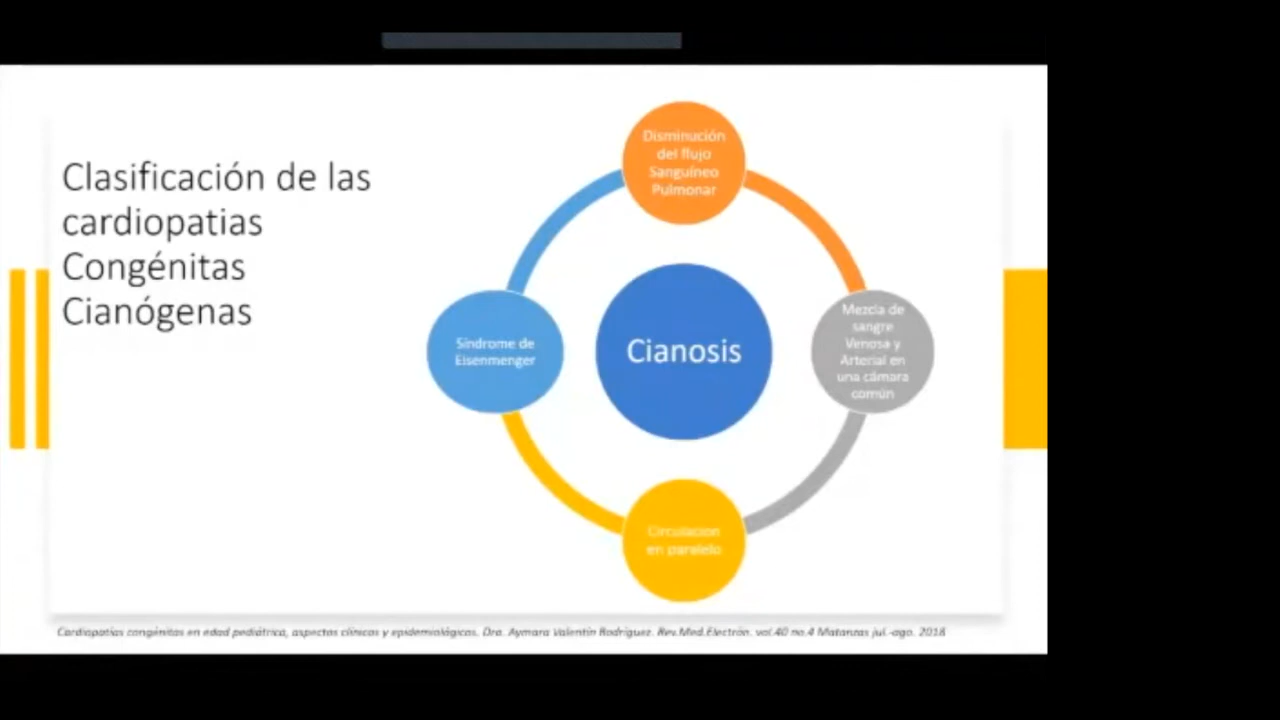 Clasificación de las
cardiopatias
Congénitas
Cianógenas
Disminución
del flujo
Sanguíneo
Pulmonar
Síndrome de
Eisenmenger
Cianosis
Mezcla de
sangre
Venosa y
Arterial en
una cámara
común
Circulacion
en paralelo
Cardiopatías congénitas en edad pediátrica, aspectos clínicos y epidemiológicos. Dra. Aymara Valentín Rodríguez. Rev.Med.Electrón. vol.40 no.4 Matanzas jul.-ago. 2018